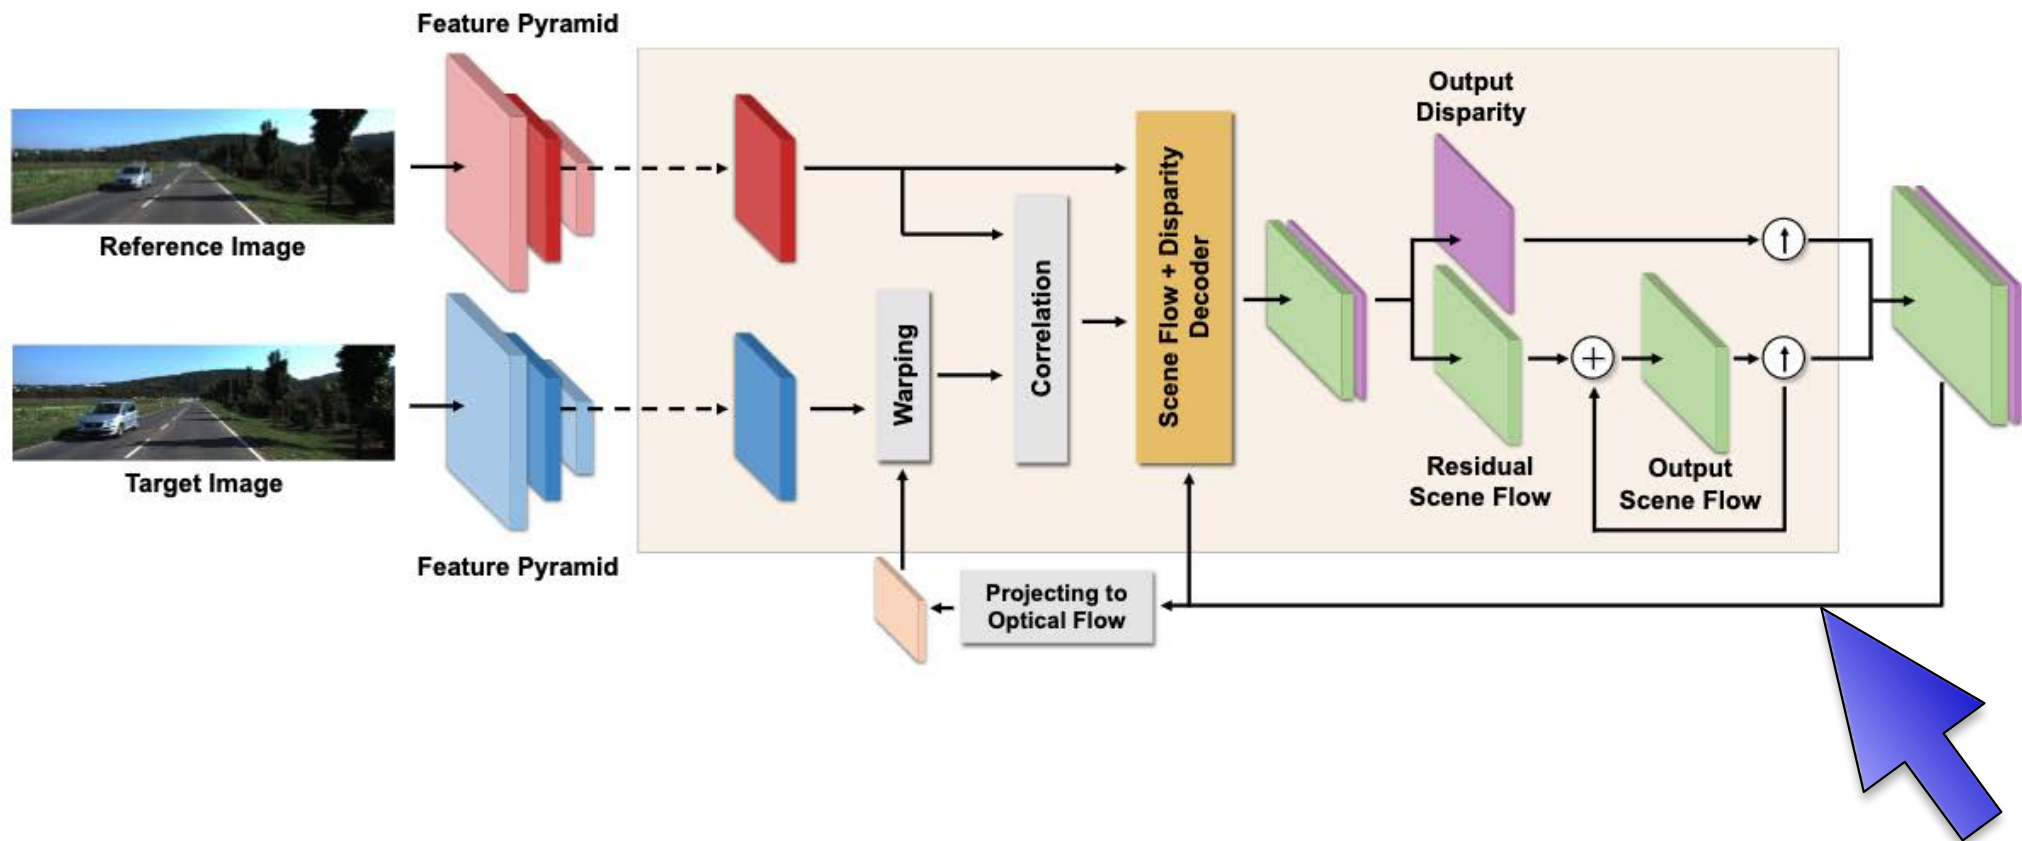 Feature Pyramid
Reference Image
Target Image
Feature Pyramid
Warping
Correlation
Scene Flow + Disparity
Decoder
Output
Disparity
Residual
Scene Flow
+
Output
Scene Flow
Projecting to
Optical Flow